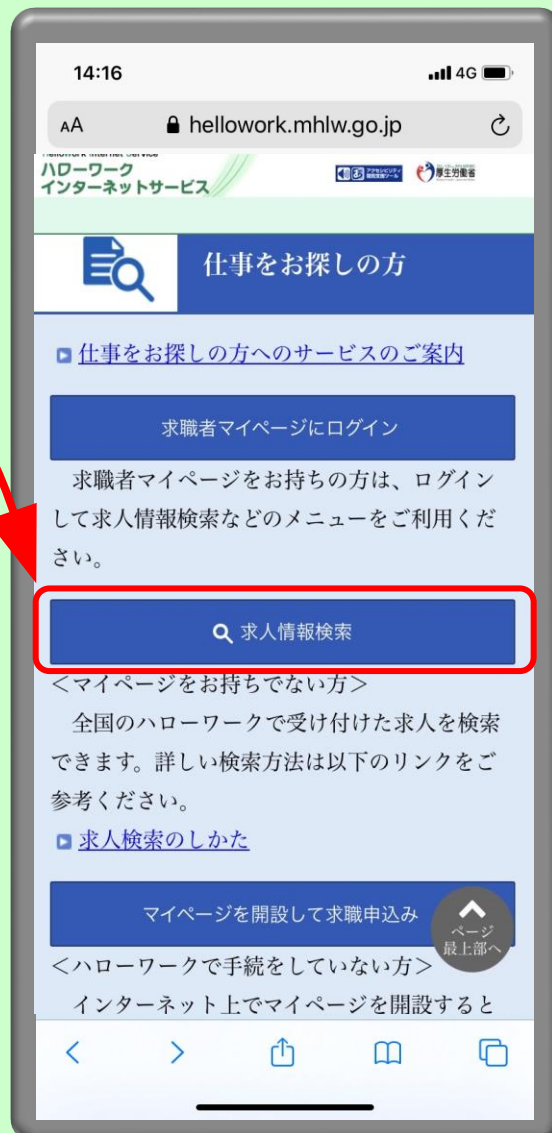 14:16
4G
AA
hellowork.mhlw.go.jp
ハローワーク
インターネットサービス
厚生労働省
仕事をお探しの方
仕事をお探しの方へのサービスのご案内
求職者マイページにログイン
求職者マイページをお持ちの方は、ログイン
して求人情報検索などのメニューをご利用くだ
さい。
求人情報検索
＜マイページをお持ちでない方＞
全国のハローワークで受け付けた求人を検索
できます。詳しい検索方法は以下のリンクをご
参考ください。
求人検索のしかた
マイページを開設して求職申込み
ページ
最上部へ
＜ハローワークで手続をしていない方＞
インターネット上でマイページを開設すると